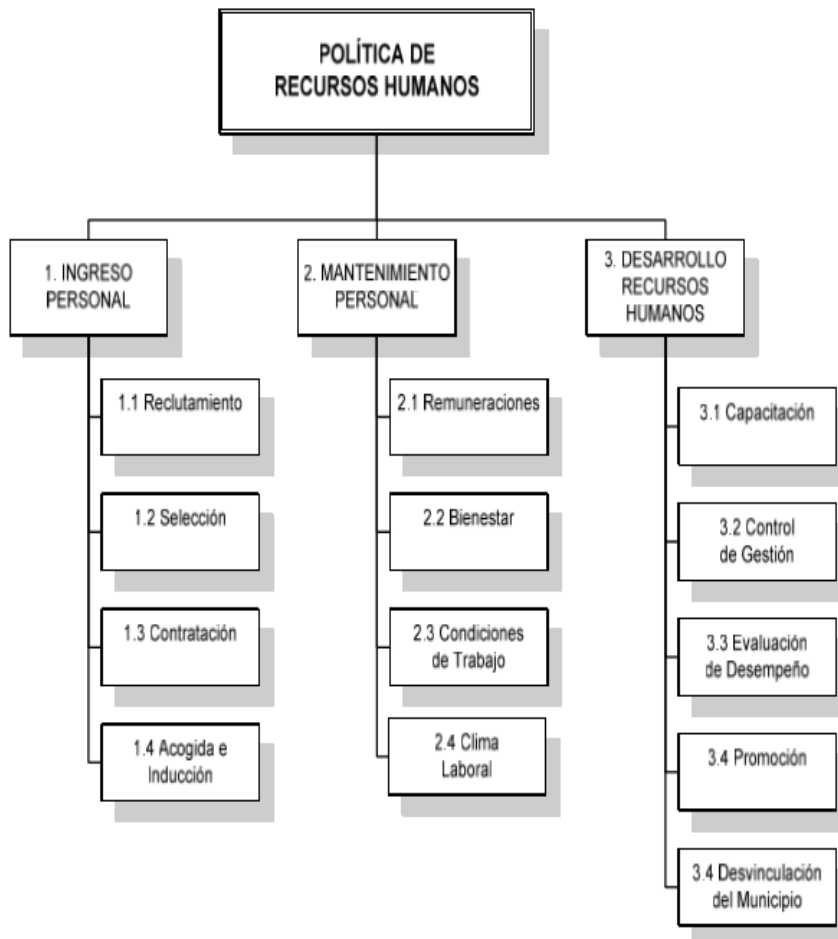 POLÍTICA DE
RECURSOS HUMANOS
1. INGRESO
PERSONAL
1.1 Reclutamiento
1.2 Selección
1.3 Contratación
1.4 Acogida e
Inducción
2. MANTENIMIENTO
PERSONAL
2.1 Remuneraciones
2.2 Bienestar
2.3 Condiciones
de Trabajo
2.4 Clima
Laboral
3. DESARROLLO
RECURSOS
HUMANOS
3.1 Capacitación
3.2 Control
de Gestión
3.3 Evaluación
de Desempeño
3.4 Promoción
3.4 Desvinculación
del Municipio